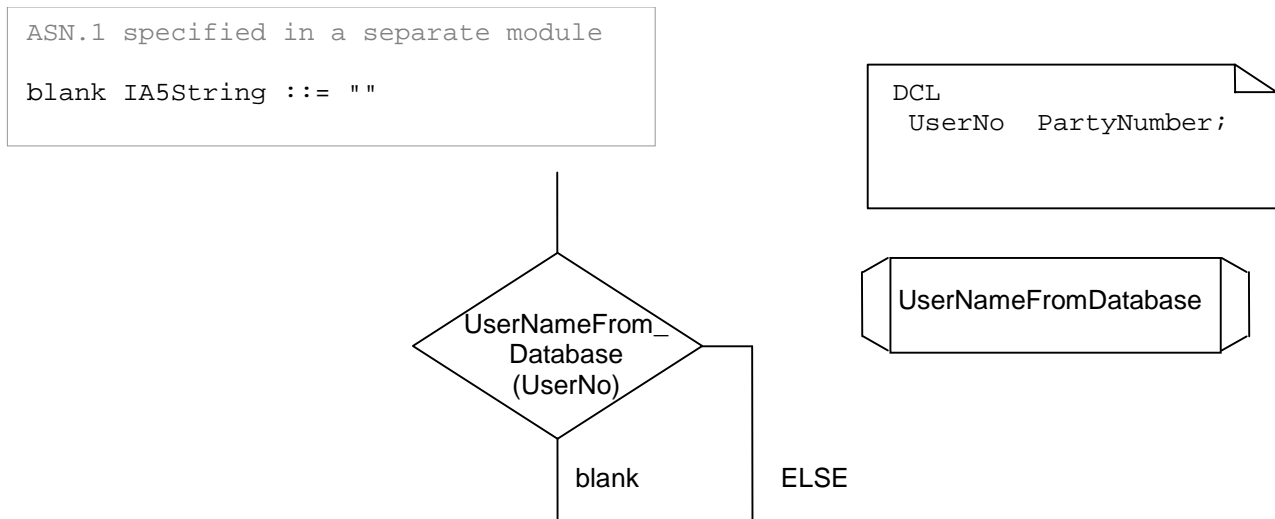 ASN.1 specified in a separate module
blank IA5String ::= ""
DCL
UserNo PartyNumber;
UserNameFromDatabase
UserNameFrom_
Database
(UserNo)
blank
ELSE